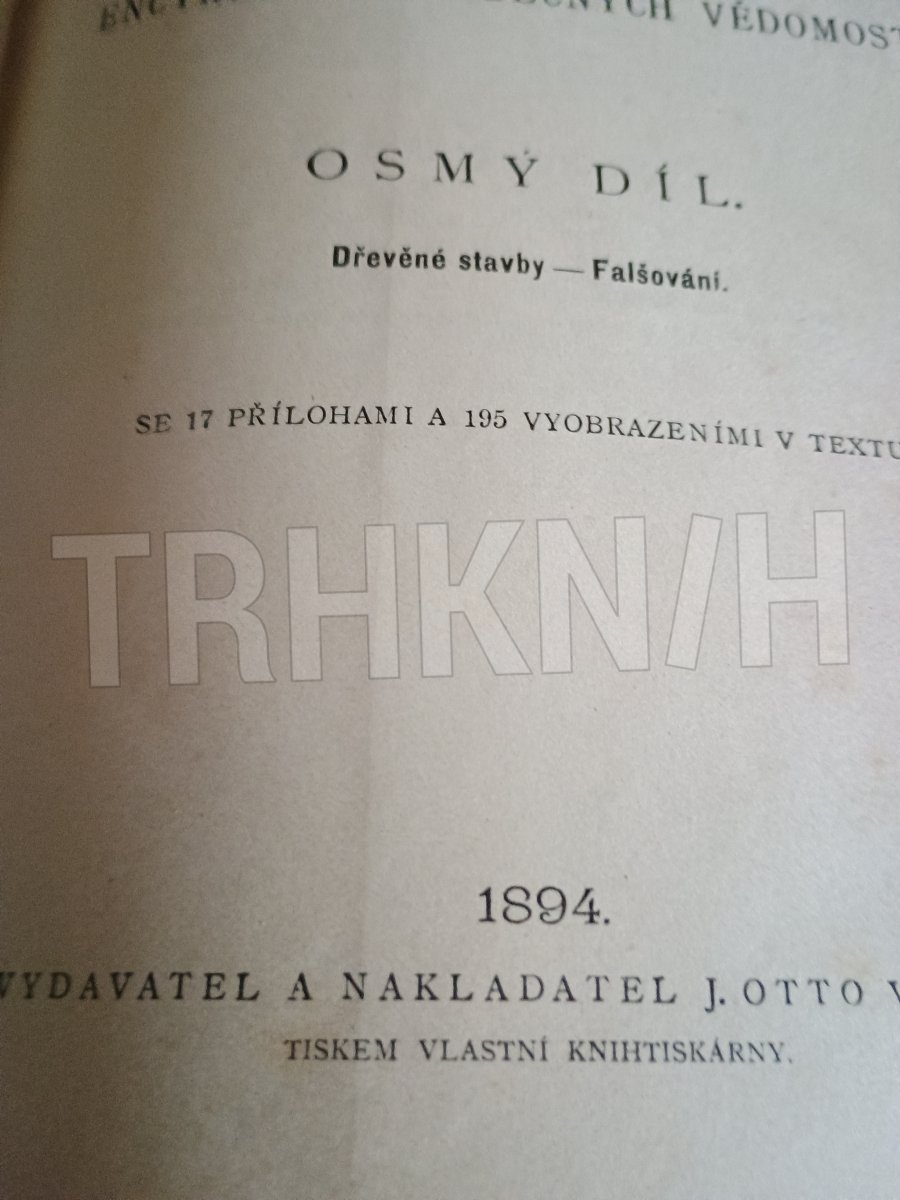 VĚDOMOST
OSMÝ DÍL.
Dřevěné stavby — Falšování.
SE 17 PŘÍLOHAMI A 195 VYOBRAZENÍMI V TEXTU
TRHKN/H
1894.
VYDAVATEL A NAKLADATEL J. OTTO V
TISKEM VLASTNÍ KNIHTISKÁRNY.